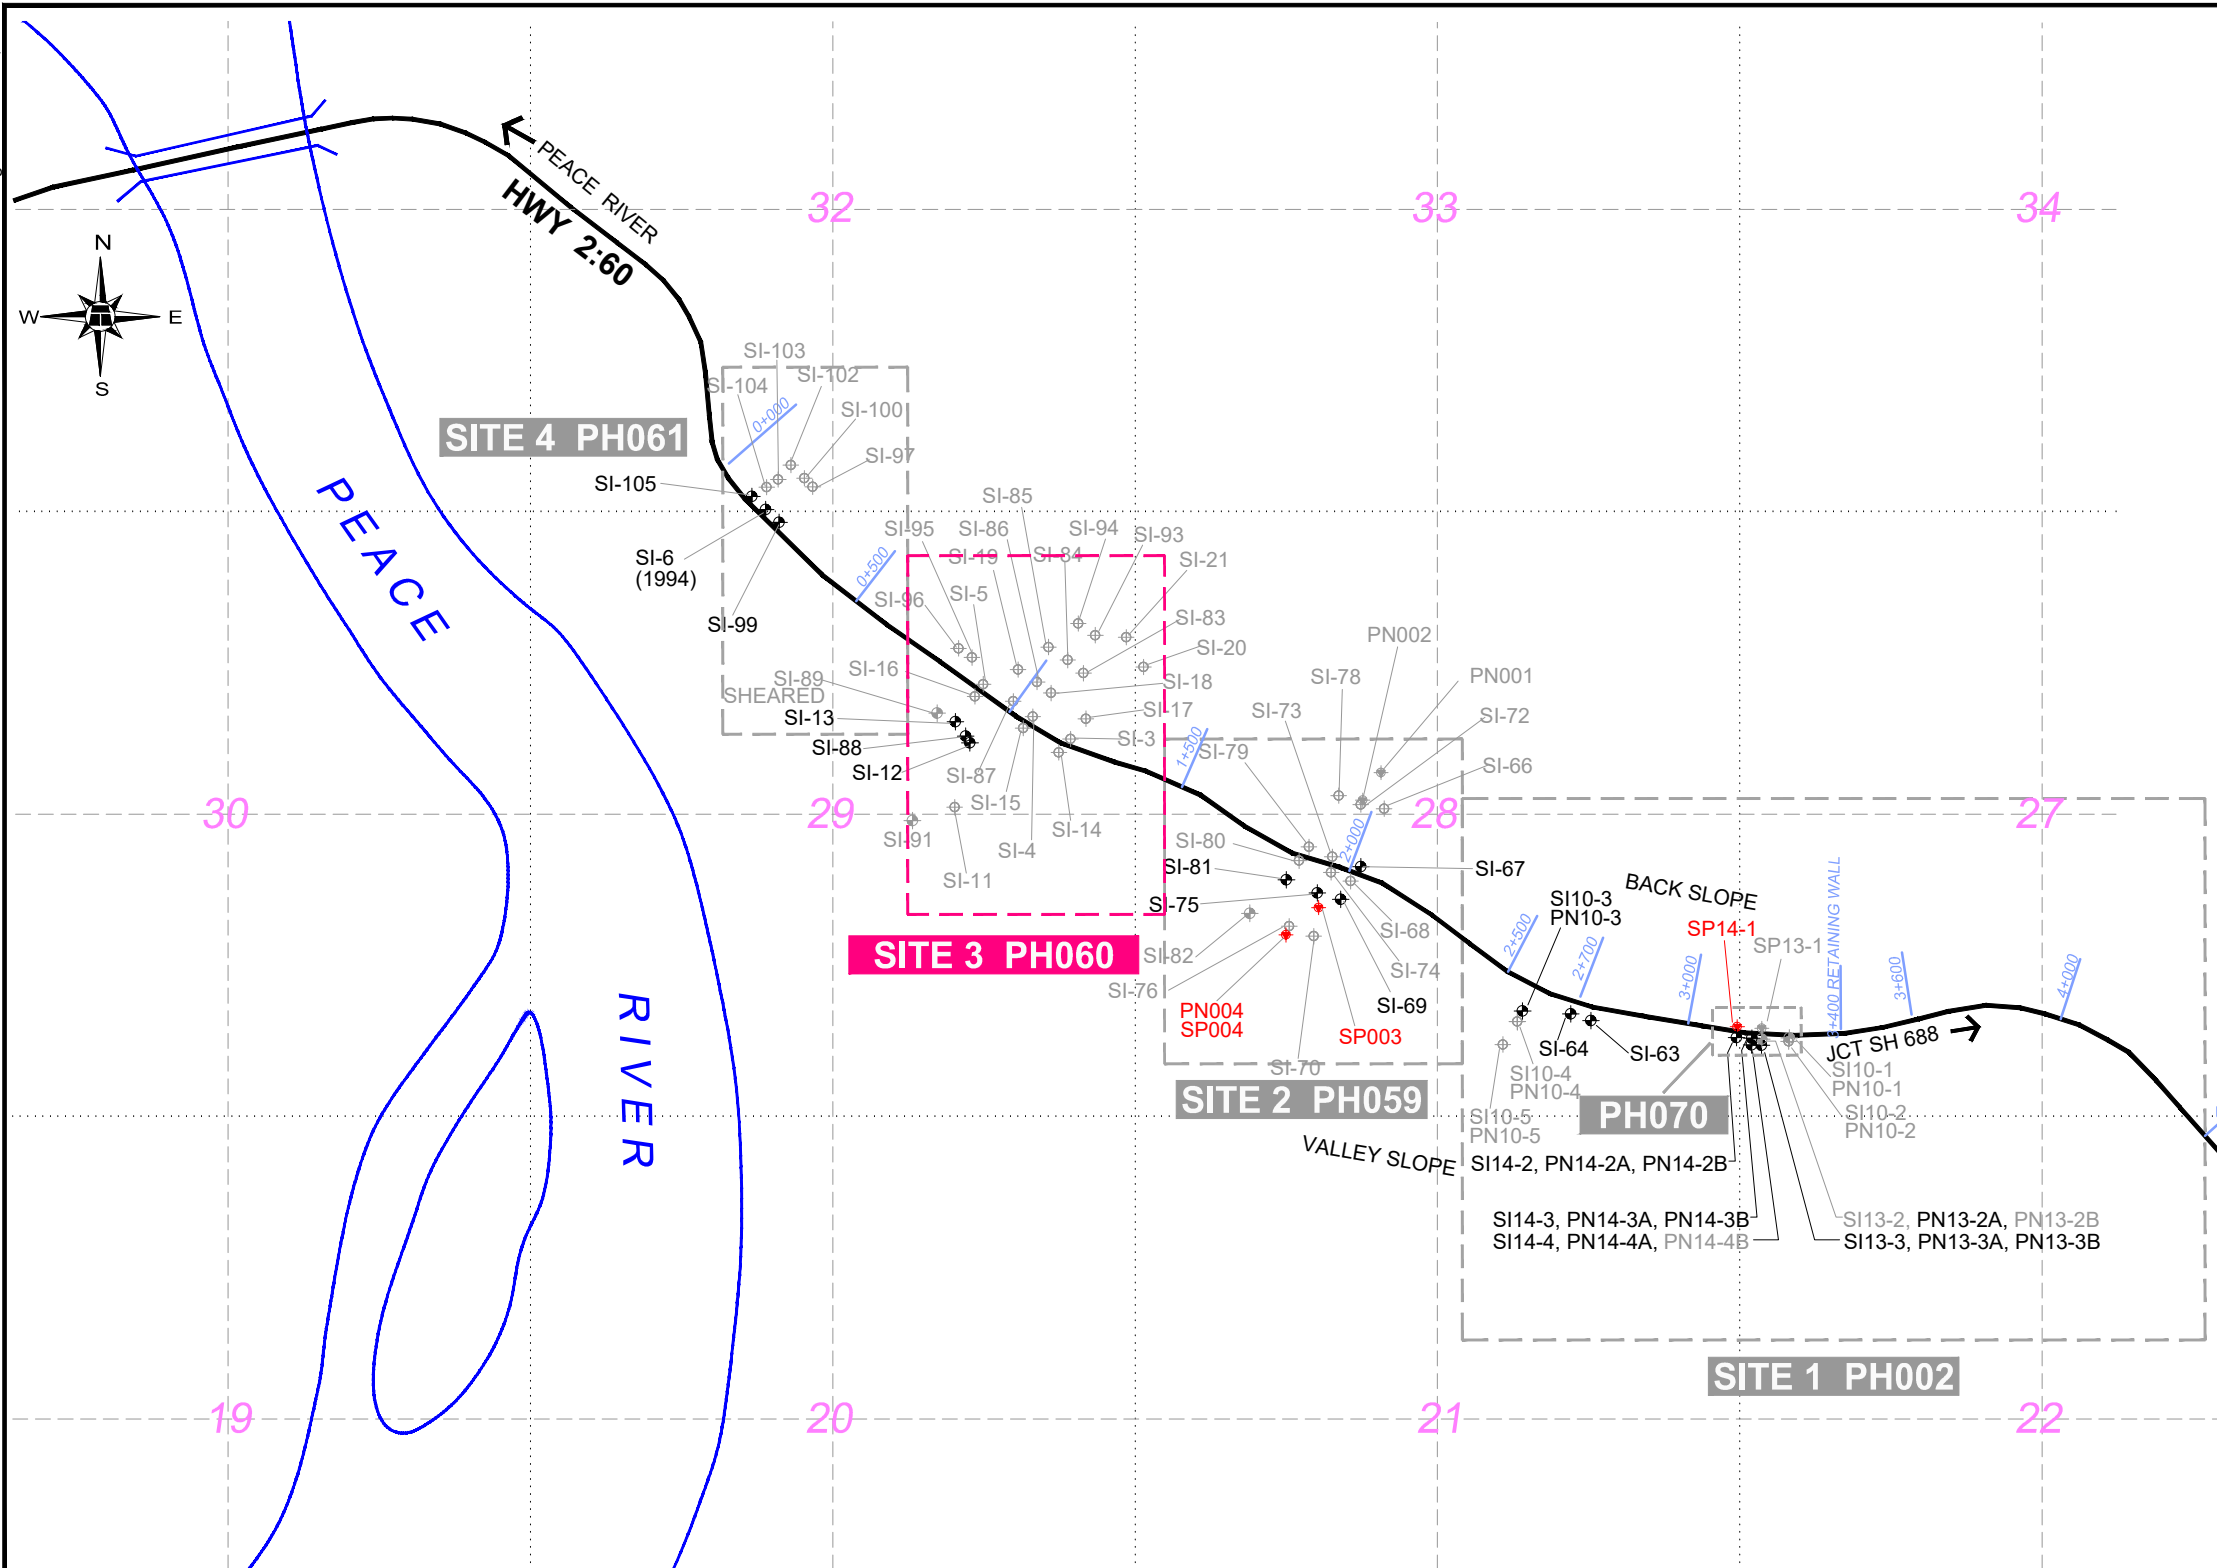 PEACE RIVER
HWY 2:60
32
33
34
N
W
E
S
SI-103
SI-104
SI-102
SI-100
0+000
SITE 4 PH061
SI-97
SI-105
SI-6
(1994)
SI-99
0+500
SI-95
SI-86
SI-85
SI-94
SI-93
SI-19
SI-84
SI-21
SI-96
SI-5
SI-83
SI-20
SI-16
SI-89
SHEARED
SI-18
SI-13
SI-17
SI-88
SI-3
SI-12
SI-87
SI-15
SI-14
SI-4
SI-91
SI-11
SITE 3 PH060
PEACE
RIVER
30
29
28
27
1+500
PN002
SI-78
PN001
SI-73
SI-72
SI-79
SI-66
2+000
SI-80
SI-81
SI-67
SI-75
SI-68
SI-82
SI-74
SI-76
SI-69
PN004
SP004
SP003
SI-70
SITE 2 PH059
VALLEY SLOPE
BACK SLOPE
SI10-3
PN10-3
2+500
2+700
3+000
SP14-1
SP13-1
3+400 RETAINING WALL
3+600
4+000
SI-64
SI-63
JCT SH 688
SI10-4
PN10-4
SI10-1
PN10-1
SI10-5
PN10-5
PH070
SI10-2
PN10-2
SI14-2, PN14-2A, PN14-2B
SI14-3, PN14-3A, PN14-3B
SI14-4, PN14-4A, PN14-4B
SI13-2, PN13-2A, PN13-2B
SI13-3, PN13-3A, PN13-3B
SITE 1 PH002
19
20
21
22